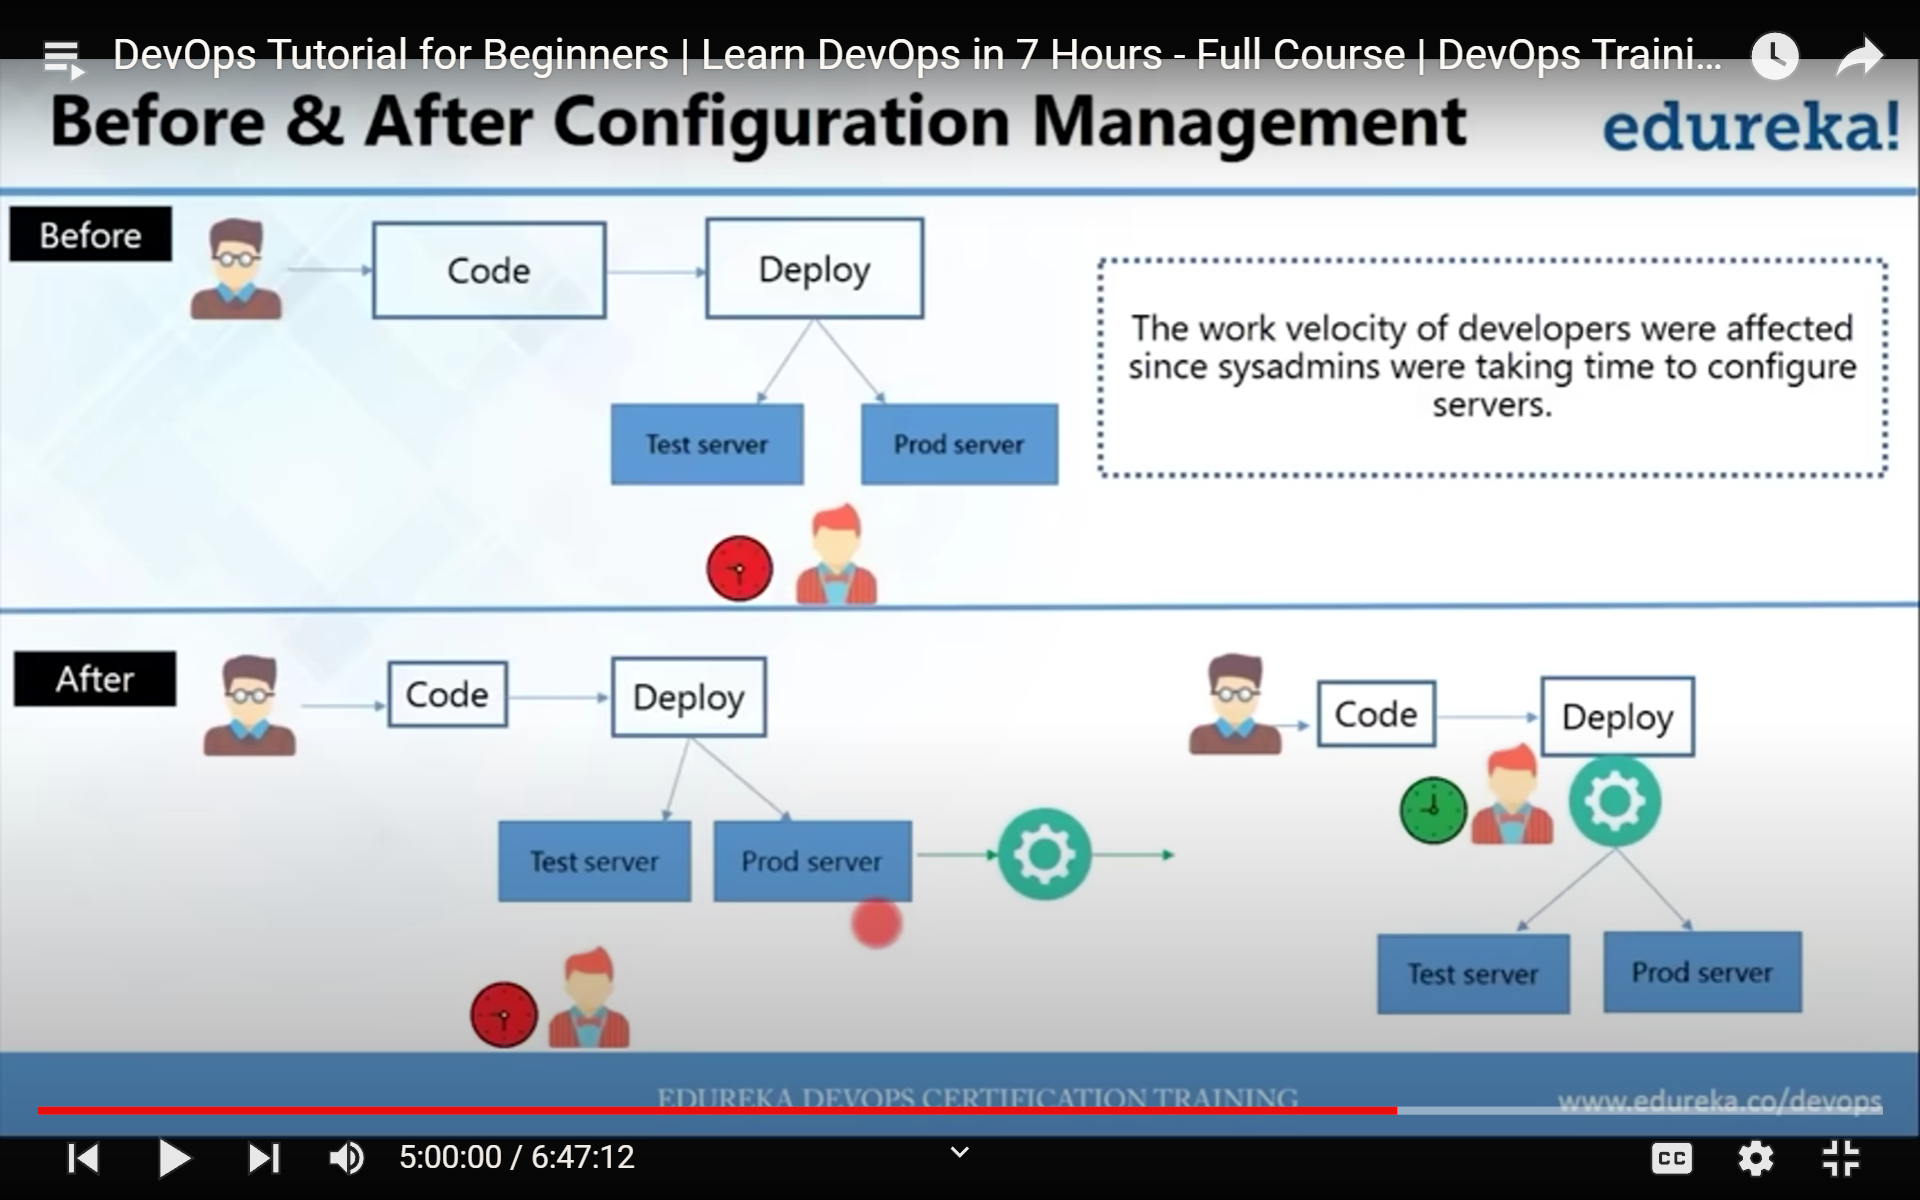 DevOps Tutorial for Beginners | Learn DevOps in 7 Hours - Full Course | DevOps Traini...
Before & After Configuration Management
edureka!
Before
Code
Deploy
The work velocity of developers were affected
since sysadmins were taking time to configure
servers.
Test server
Prod server
After
Code
Deploy
Test server
Prod server
Code
Deploy
Test server
Prod server
EDUREKA DEVOPS CERTIFICATION TRAINING
www.edureka.co/devops
5:00:00 / 6:47:12
CC